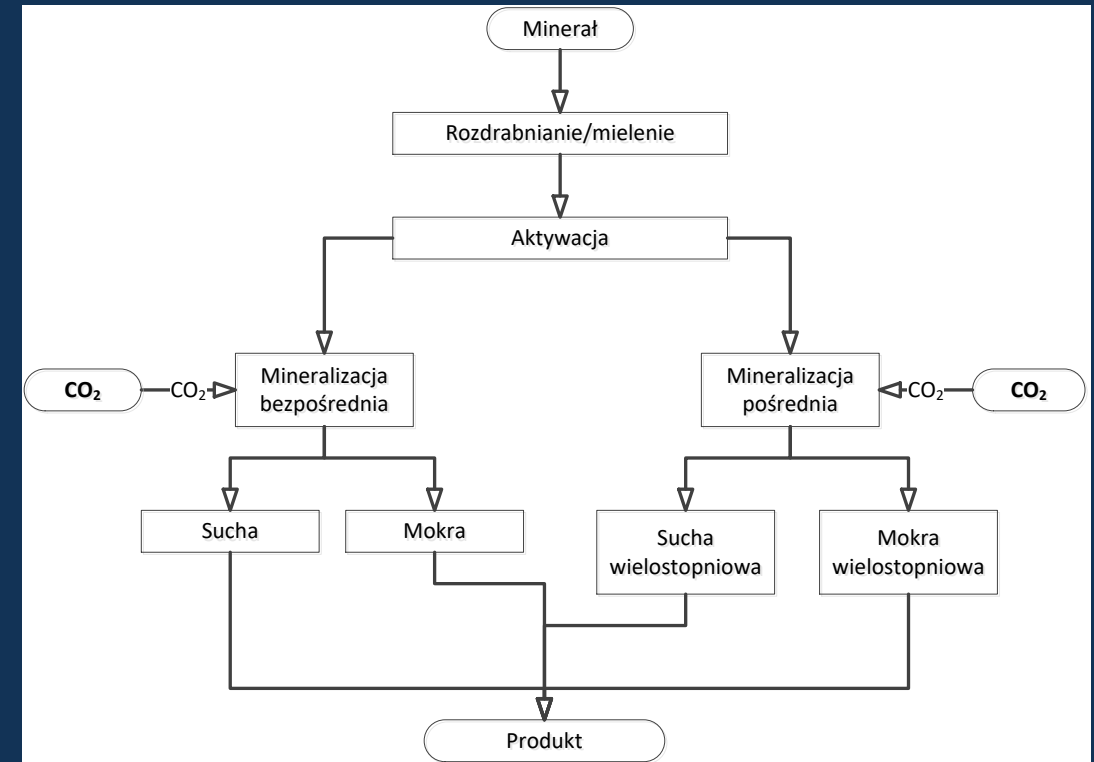 Minerał
Rozdrabnianie/mielenie
Aktywacja
CO₂
CO₂
Mineralizacja
bezpośrednia
Mineralizacja
pośrednia
CO₂
CO₂
Sucha
Mokra
Sucha
wielostopniowa
Mokra
wielostopniowa
Produkt